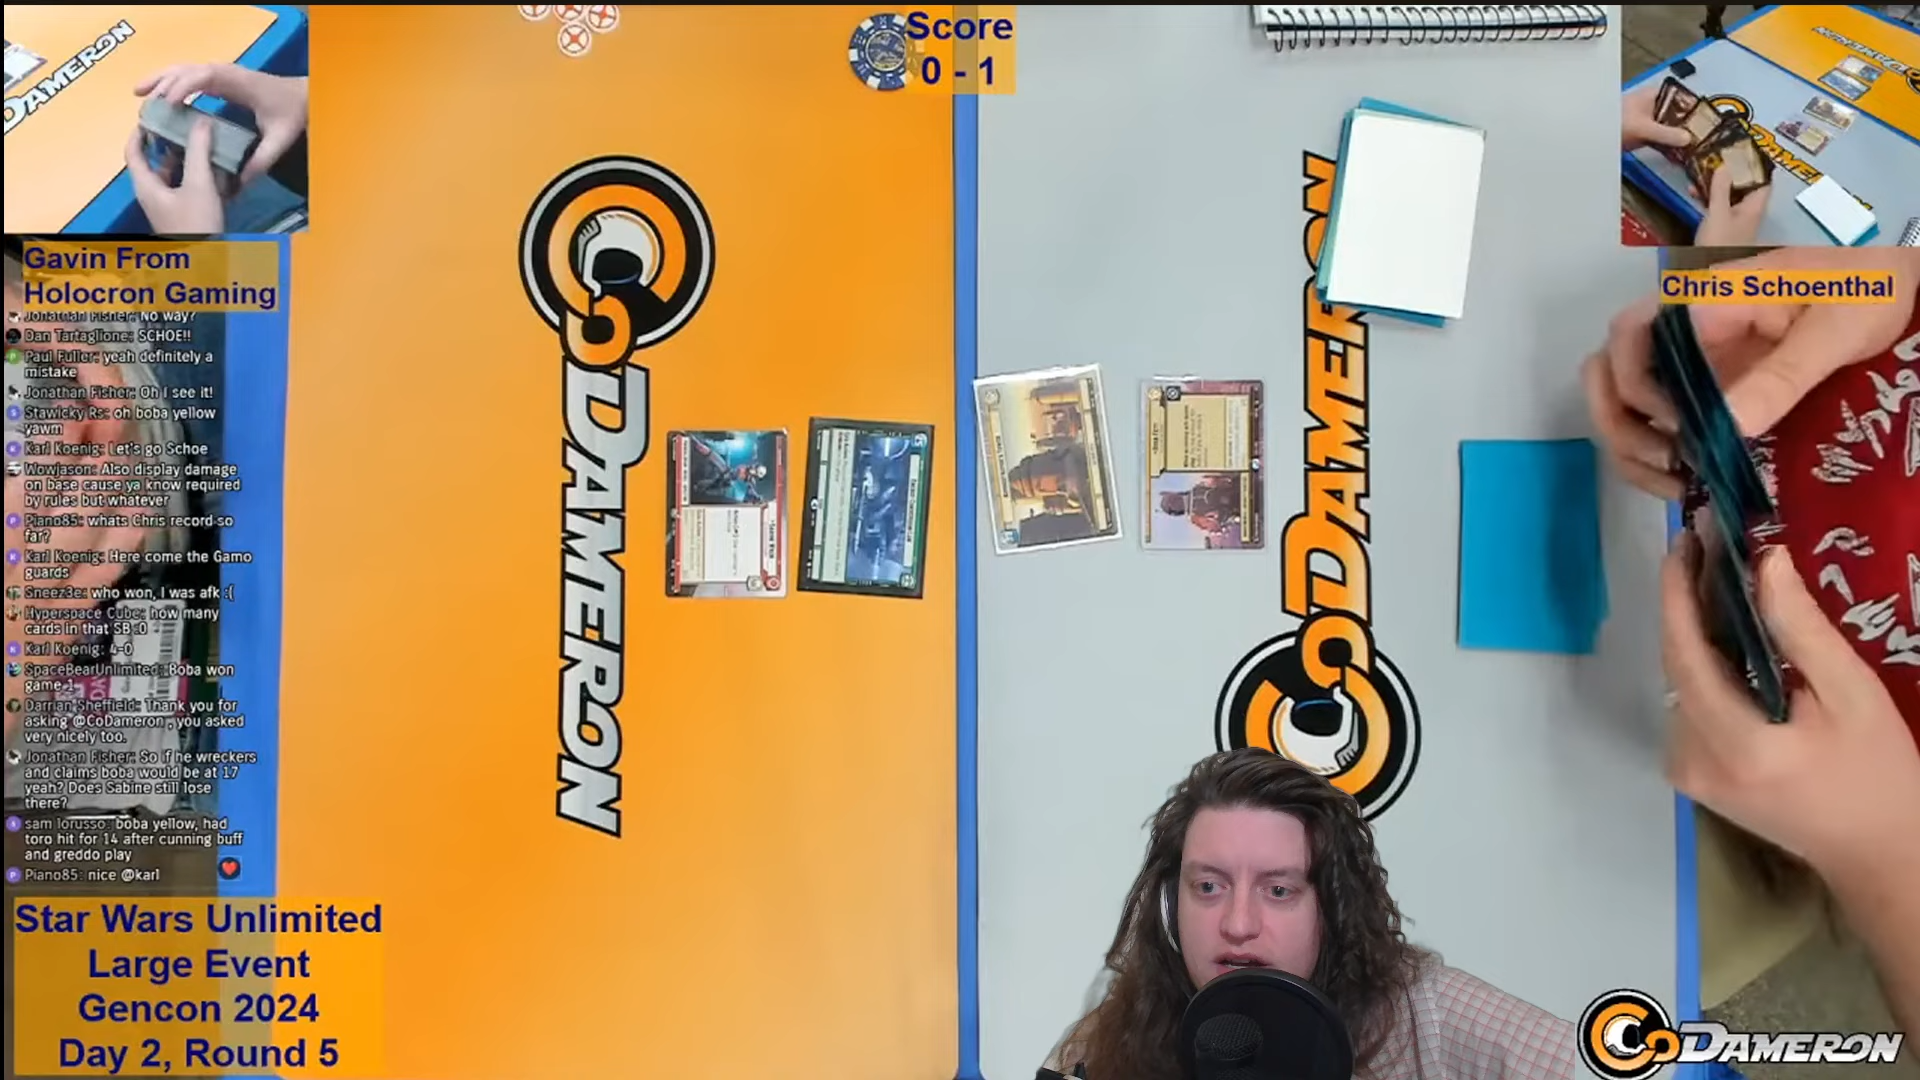 DAMERON
Score
0 - 1
Gavin From
Holocron Gaming
Jonathan Fisher: No way?
Dan Tartaglione: SCHOE!!
Paul Fuller: yeah definitely a
mistake
Jonathan Fisher: Oh I see it!
Stawicky Rs: oh boba yellow
yawm
Karl Koenig: Let's go Schoe
Wowjason: Also display damage
on base cause ya know required
by rules but whatever
Piano85: whats Chris record so
far?
Karl Koenig: Here come the Gamo
guards
Sneez3e: who won, I was afk :(
Hyperspace Cube: how many
cards in that SB :O
Karl Koenig: 4-0
SpaceBearUnlimited: Boba won
game 1
Darrian Sheffield: Thank you for
asking @CoDameron , you asked
very nicely too.
Jonathan Fisher: So if he wreckers
and claims boba would be at 17
yeah? Does Sabine still lose
there?
sam lorusso: boba yellow, had
toro hit for 14 after cunning buff
and greddo play
Piano85: nice @karl
Star Wars Unlimited
Large Event
Gencon 2024
Day 2, Round 5
CODAMERON
CODAMERON
Chris Schoenthal
CODAMERON